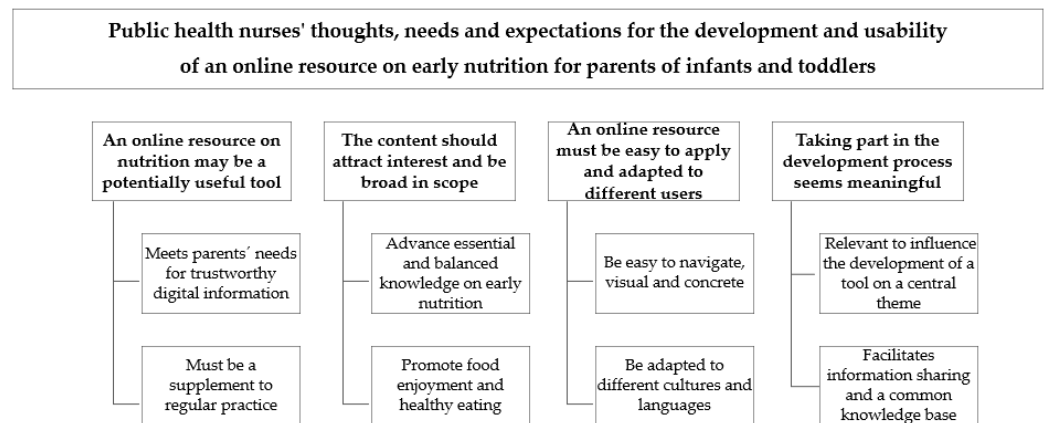 Public health nurses' thoughts, needs and expectations for the development and usability
of an online resource on early nutrition for parents of infants and toddlers
An online resource on
nutrition may be a
potentially useful tool
Meets parents´ needs
for trustworthy
digital information
Must be a
supplement to
regular practice
The content should
attract interest and be
broad in scope
Advance essential
and balanced
knowledge on early
nutrition
Promote food
enjoyment and
healthy eating
An online resource
must be easy to apply
and adapted to
different users
Be easy to navigate,
visual and concrete
Be adapted to
different cultures and
languages
Taking part in the
development process
seems meaningful
Relevant to influence
the development of a
tool on a central
theme
Facilitates
information sharing
and a common
knowledge base